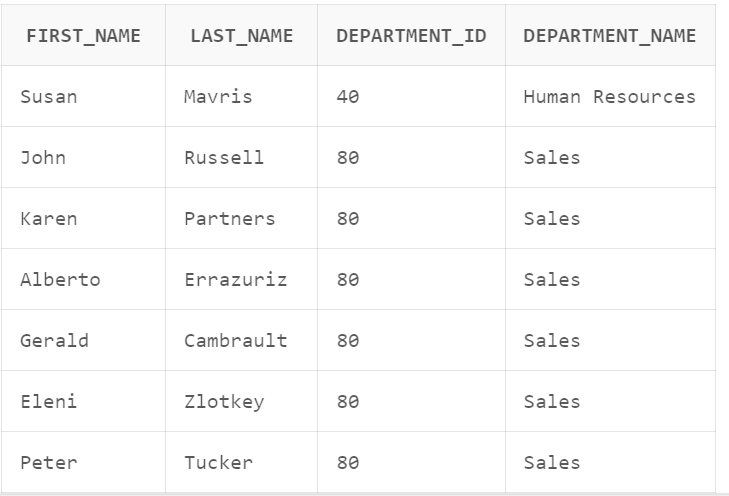 FIRST_NAME LAST_NAME DEPARTMENT_ID DEPARTMENT_NAME
Susan Mavris 40 Human Resources
John Russell 80 Sales
Karen Partners 80 Sales
Alberto Errazuriz 80 Sales
Gerald Cambrault 80 Sales
Eleni Zlotkey 80 Sales
Peter Tucker 80 Sales